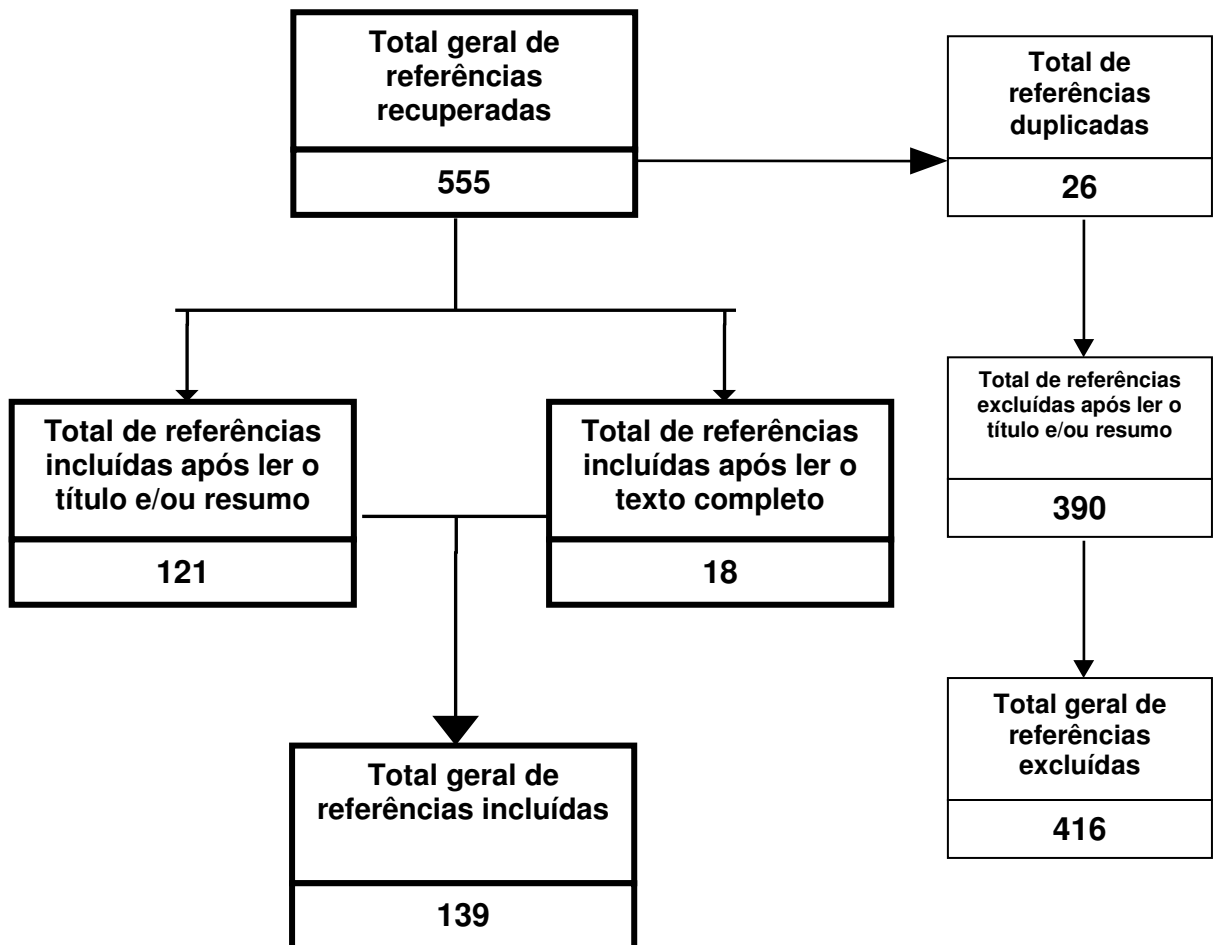 Total geral de
referências
recuperadas
555
Total de
referências
duplicadas
26
Total de referências
incluídas após ler o
título e/ou resumo
121
Total de referências
incluídas após ler o
texto completo
18
Total de referências
excluídas após ler o
título e/ou resumo
390
Total geral de
referências incluídas
139
Total geral de
referências
excluídas
416